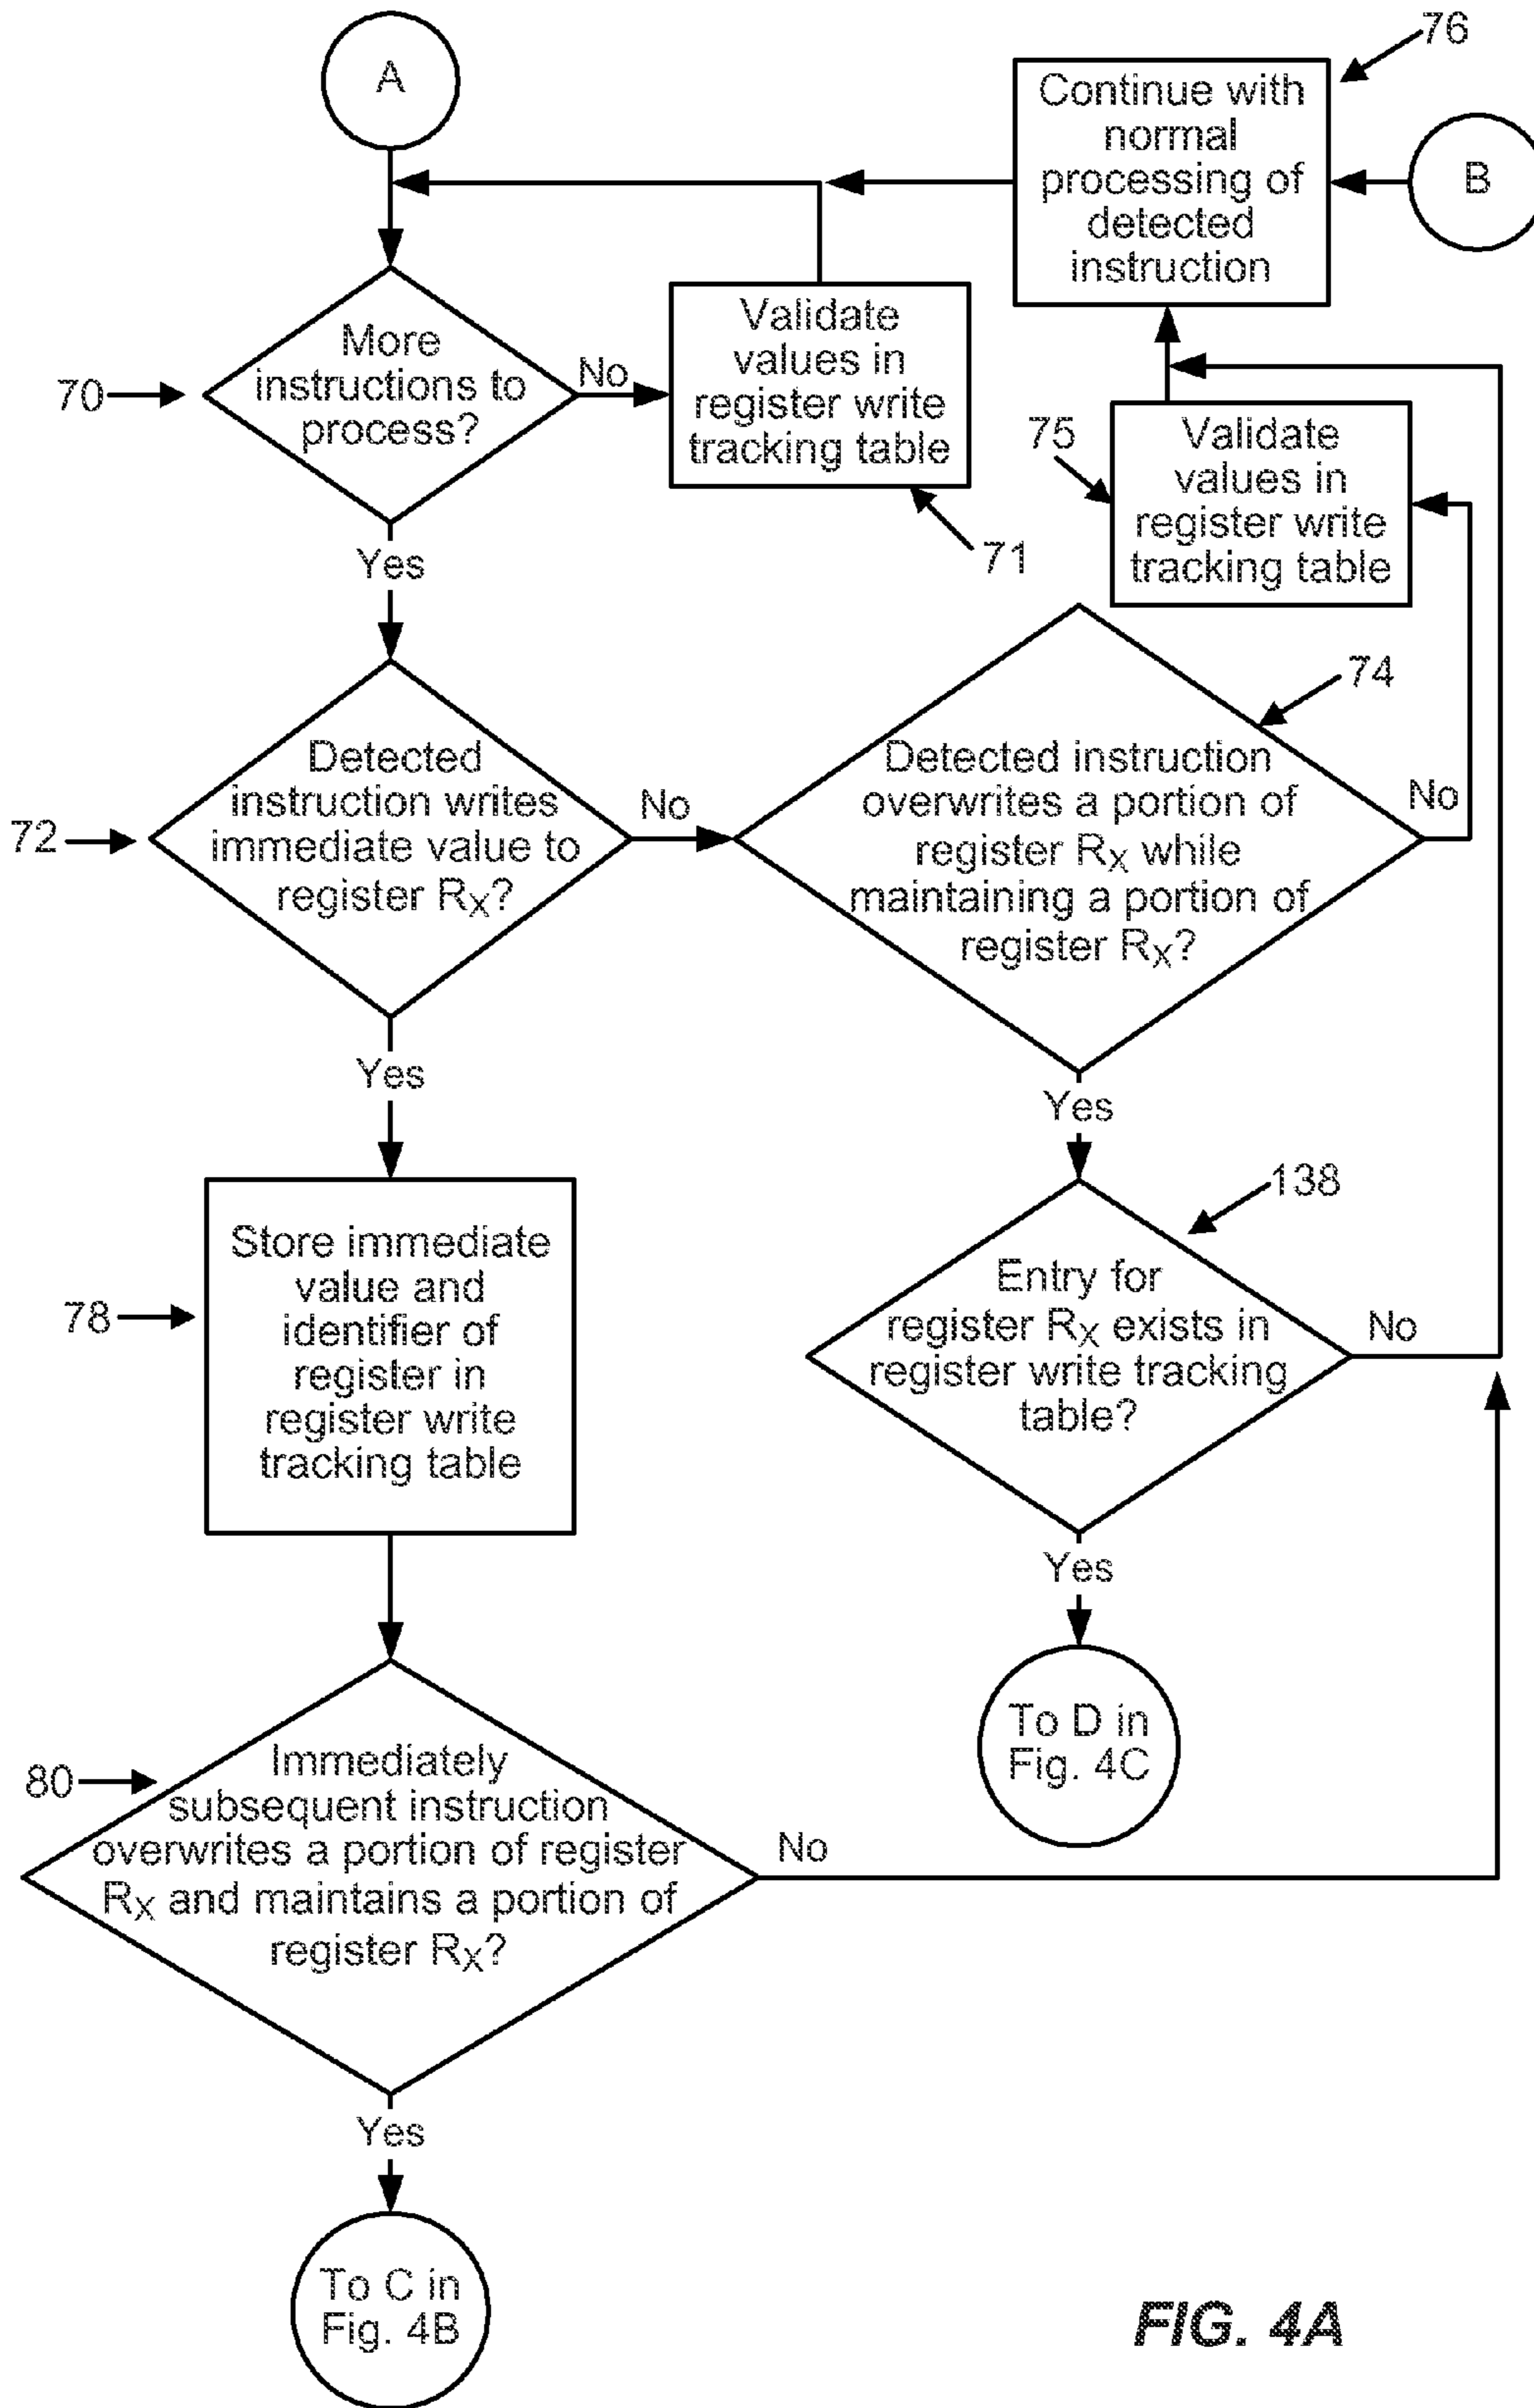 A
76
Continue with
normal
processing of
detected
instruction
B
More
instructions to
process?
70
No
Validate
values in
register write
tracking table
71
75
Validate
values in
register write
tracking table
Yes
74
Detected
instruction writes
immediate value to
register RX?
72
No
Detected instruction
overwrites a portion of
register RX while
maintaining a portion of
register RX?
No
Yes
Yes
138
Store immediate
value and
identifier of
register in
register write
tracking table
78
Entry for
register RX exists in
register write tracking
table?
No
Yes
To D in
Fig. 4C
80
Immediately
subsequent instruction
overwrites a portion of register
RX and maintains a portion of
register RX?
No
Yes
To C in
Fig. 4B
FIG. 4A